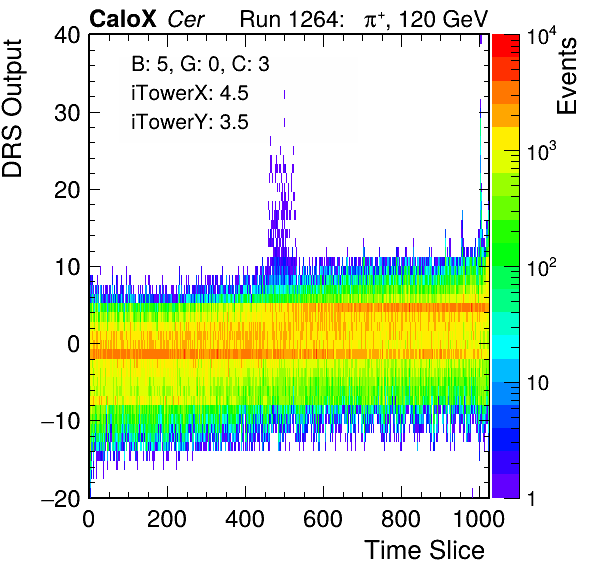 CaloX Cer Run 1264: π⁺, 120 GeV
B: 5, G: 0, C: 3
iTowerX: 4.5
iTowerY: 3.5
DRS Output
40
30
20
10
0
−10
−20
0 200 400 600 800 1000
Time Slice
Events
10⁴
10³
10²
10
1